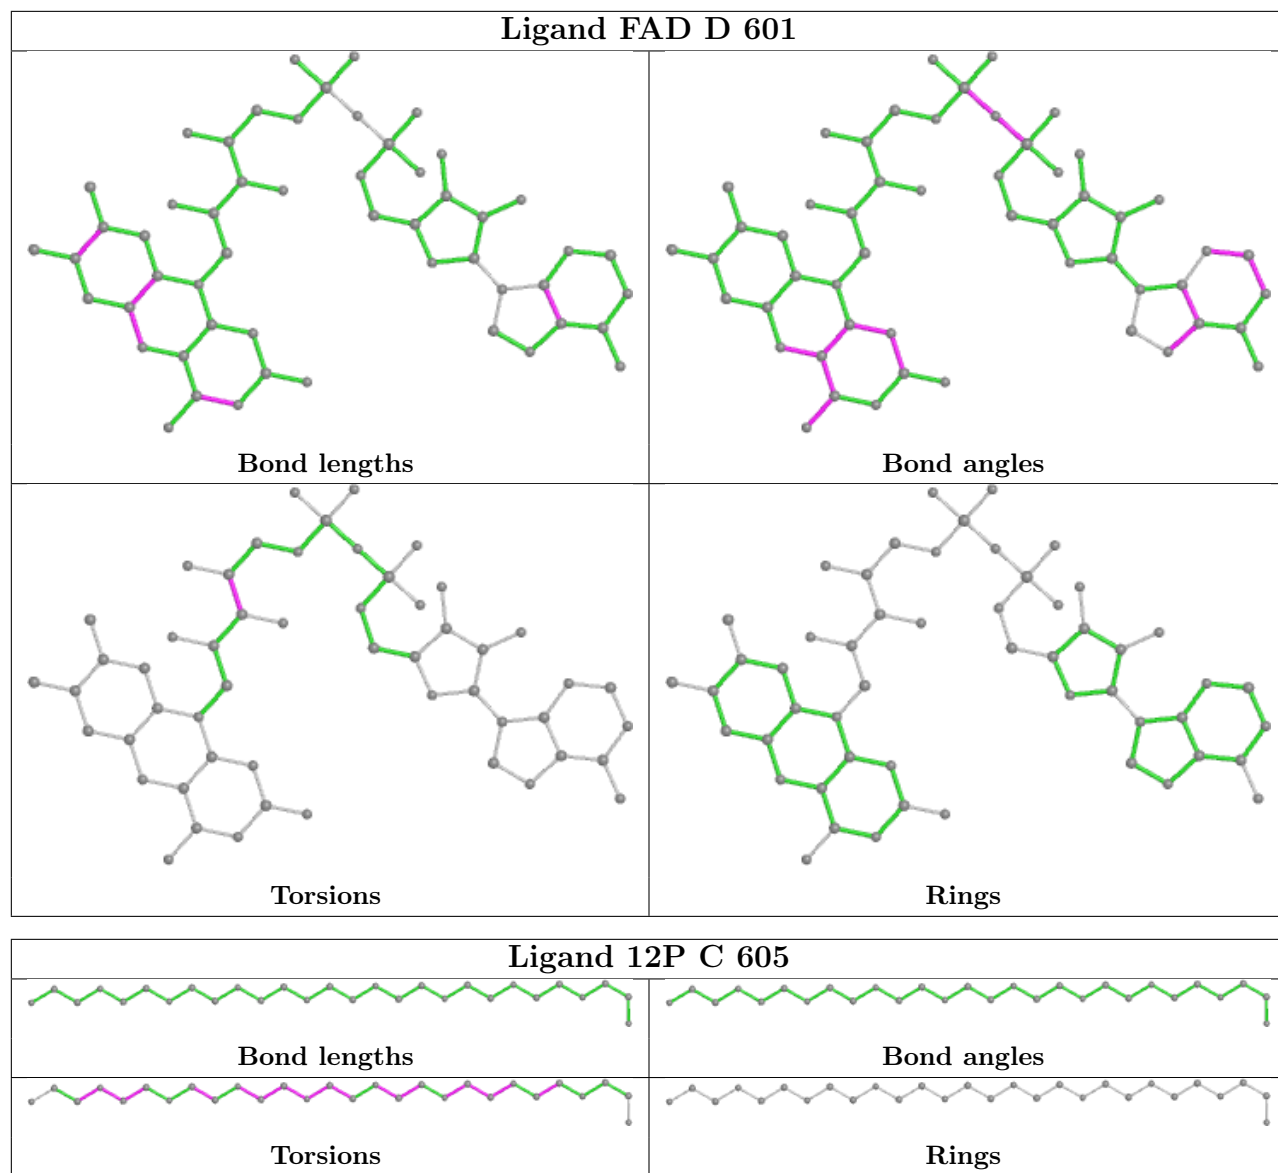 Ligand FAD D 601
Bond lengths
Bond angles
Torsions
Rings
Ligand 12P C 605
Bond lengths
Bond angles
Torsions
Rings